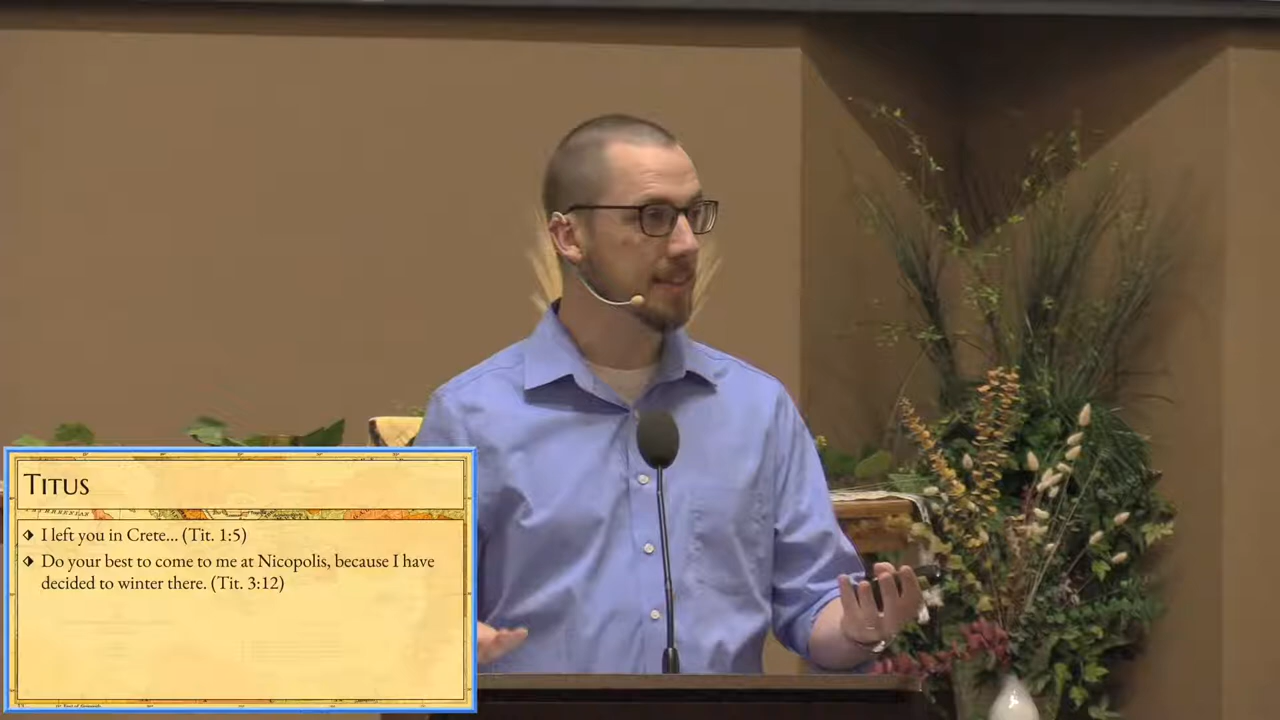 Titus
I left you in Crete... (Tit. 1:5)
Do your best to come to me at Nicopolis, because I have
decided to winter there. (Tit. 3:12)